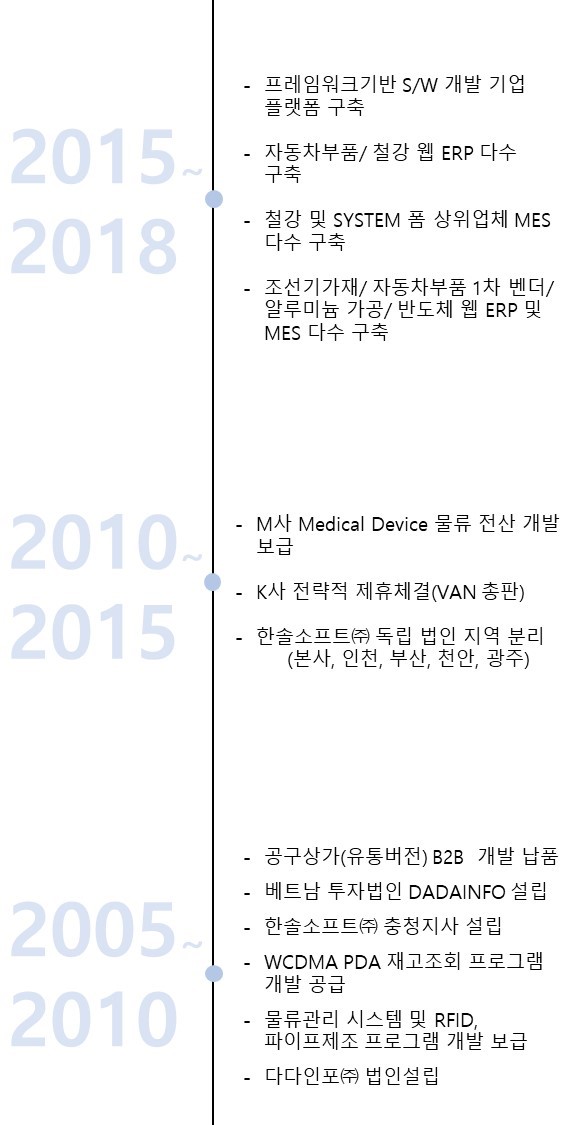 2015~
2018
- 프레임워크기반 S/W 개발 기업
플랫폼 구축
- 자동차부품/ 철강 웹 ERP 다수
구축
- 철강 및 SYSTEM 폼 상위업체 MES
다수 구축
- 조선기가재/ 자동차부품 1차 벤더/
알루미늄 가공/ 반도체 웹 ERP 및
MES 다수 구축
2010~
2015
- M사 Medical Device 물류 전산 개발
보급
- K사 전략적 제휴체결(VAN 총판)
- 한솔소프트㈜ 독립 법인 지역 분리
(본사, 인천, 부산, 천안, 광주)
2005~
2010
- 공구상가(유통버전) B2B 개발 납품
- 베트남 투자법인 DADAINFO 설립
- 한솔소프트㈜ 충청지사 설립
- WCDMA PDA 재고조회 프로그램
개발 공급
- 물류관리 시스템 및 RFID,
파이프제조 프로그램 개발 보급
- 다다인포㈜ 법인설립